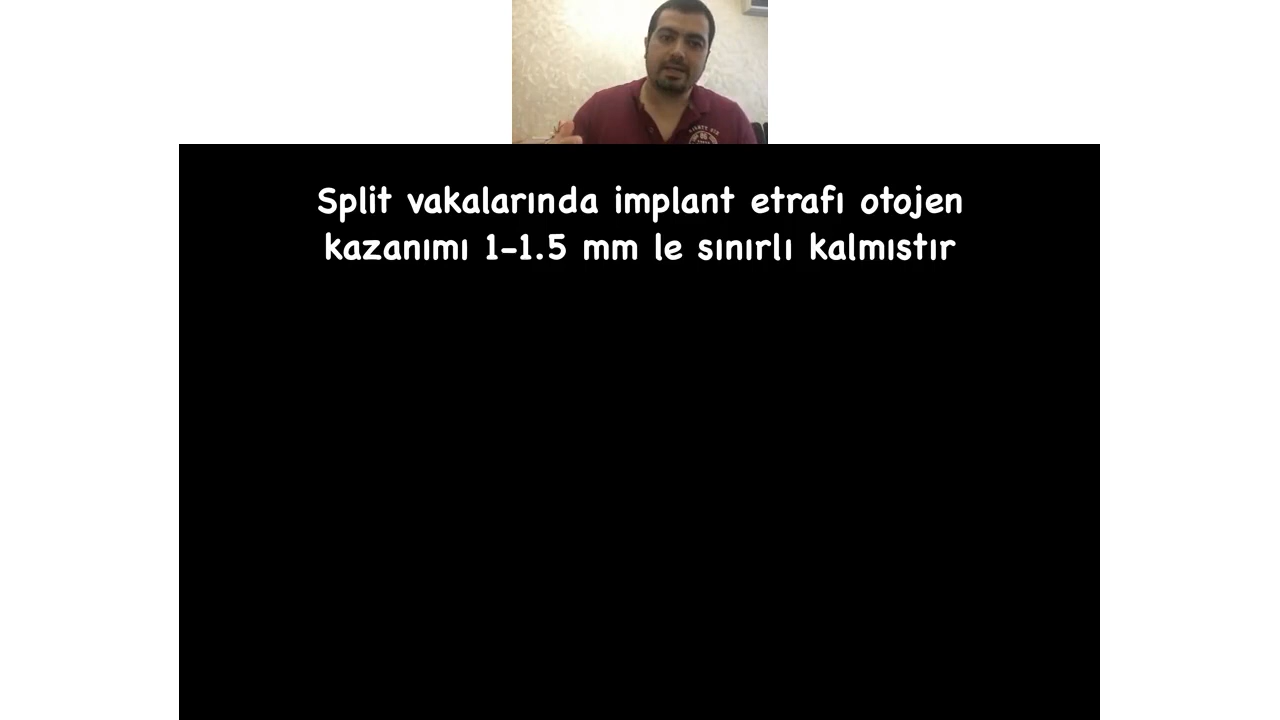 Split vakalarında implant etrafı otojen
kazanımı 1-1.5 mm le sınırlı kalmıstır